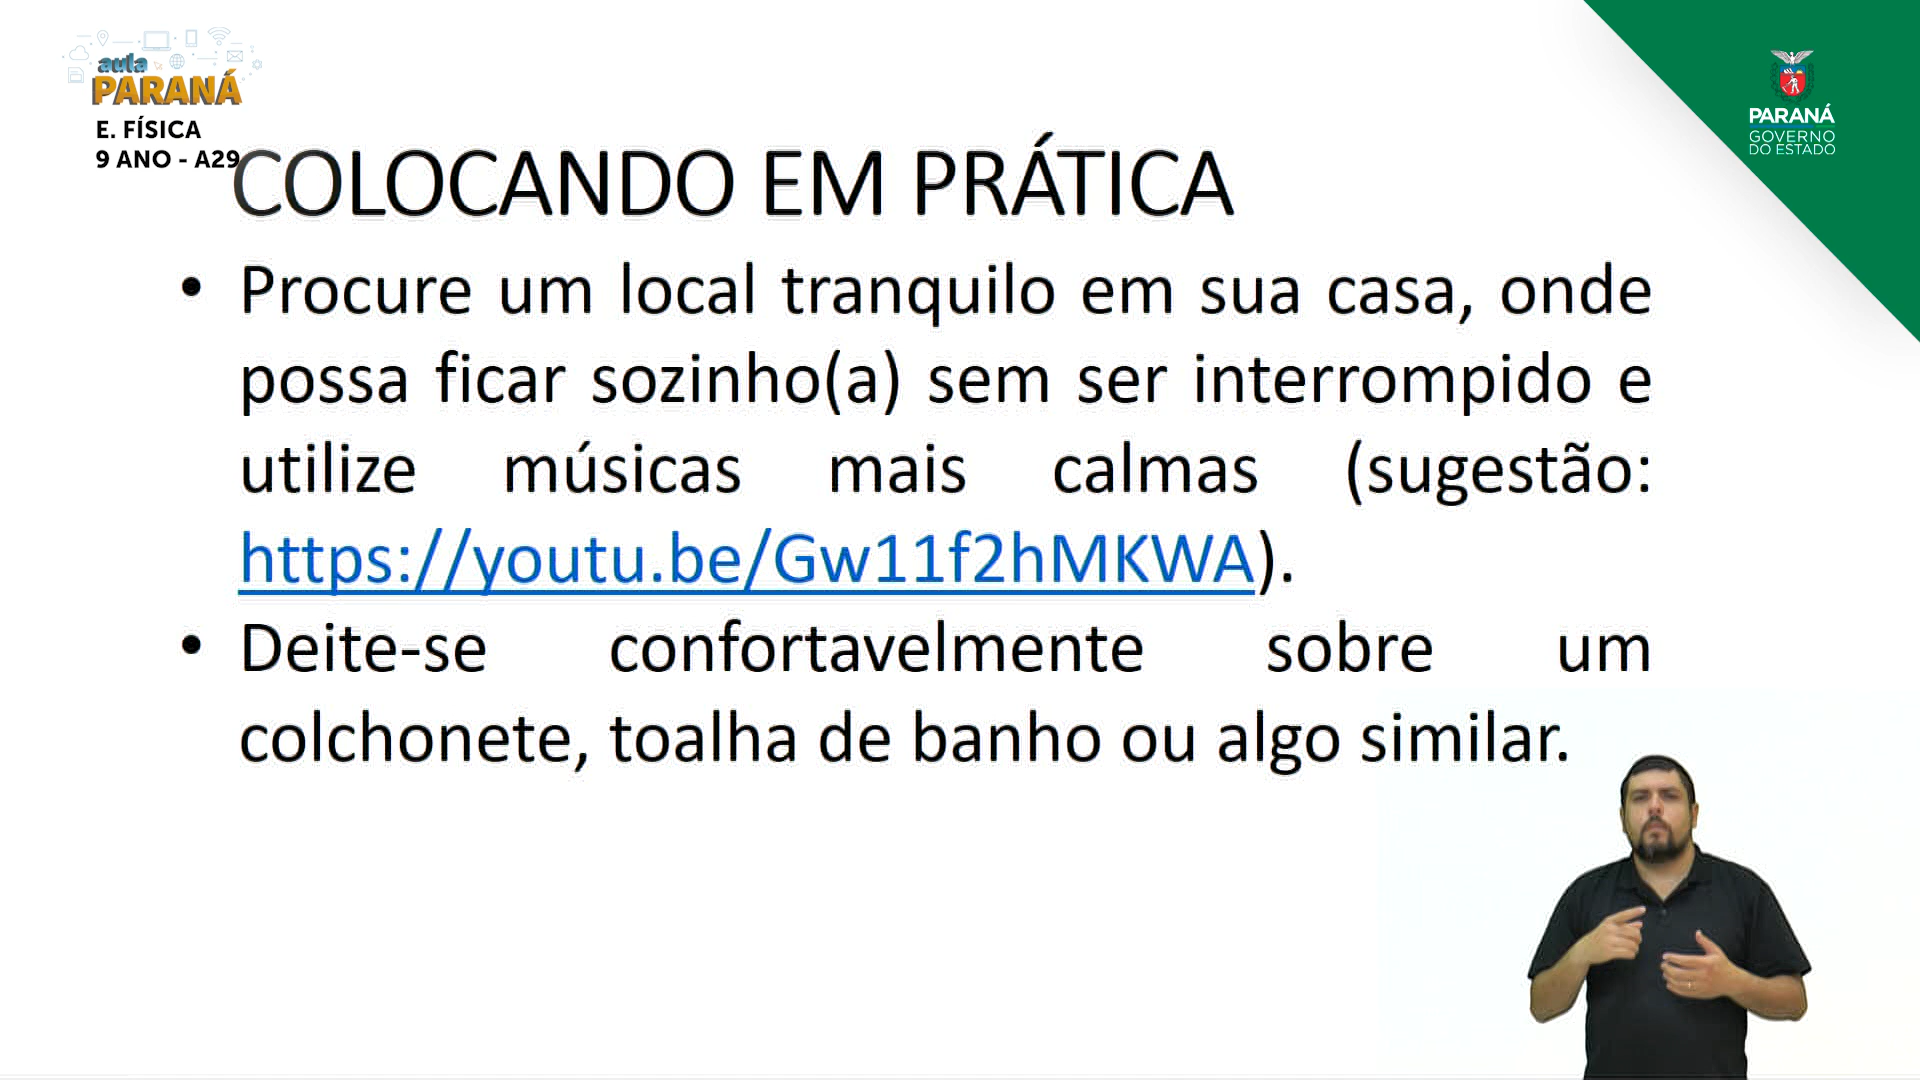 aula
PARANÁ
E. FÍSICA
9 ANO - A29
PARANÁ
GOVERNO
DO ESTADO
COLOCANDO EM PRÁTICA
• Procure um local tranquilo em sua casa, onde
possa ficar sozinho(a) sem ser interrompido e
utilize músicas mais calmas (sugestão:
https://youtu.be/Gw11f2hMKWA).
• Deite-se confortavelmente sobre um
colchonete, toalha de banho ou algo similar.